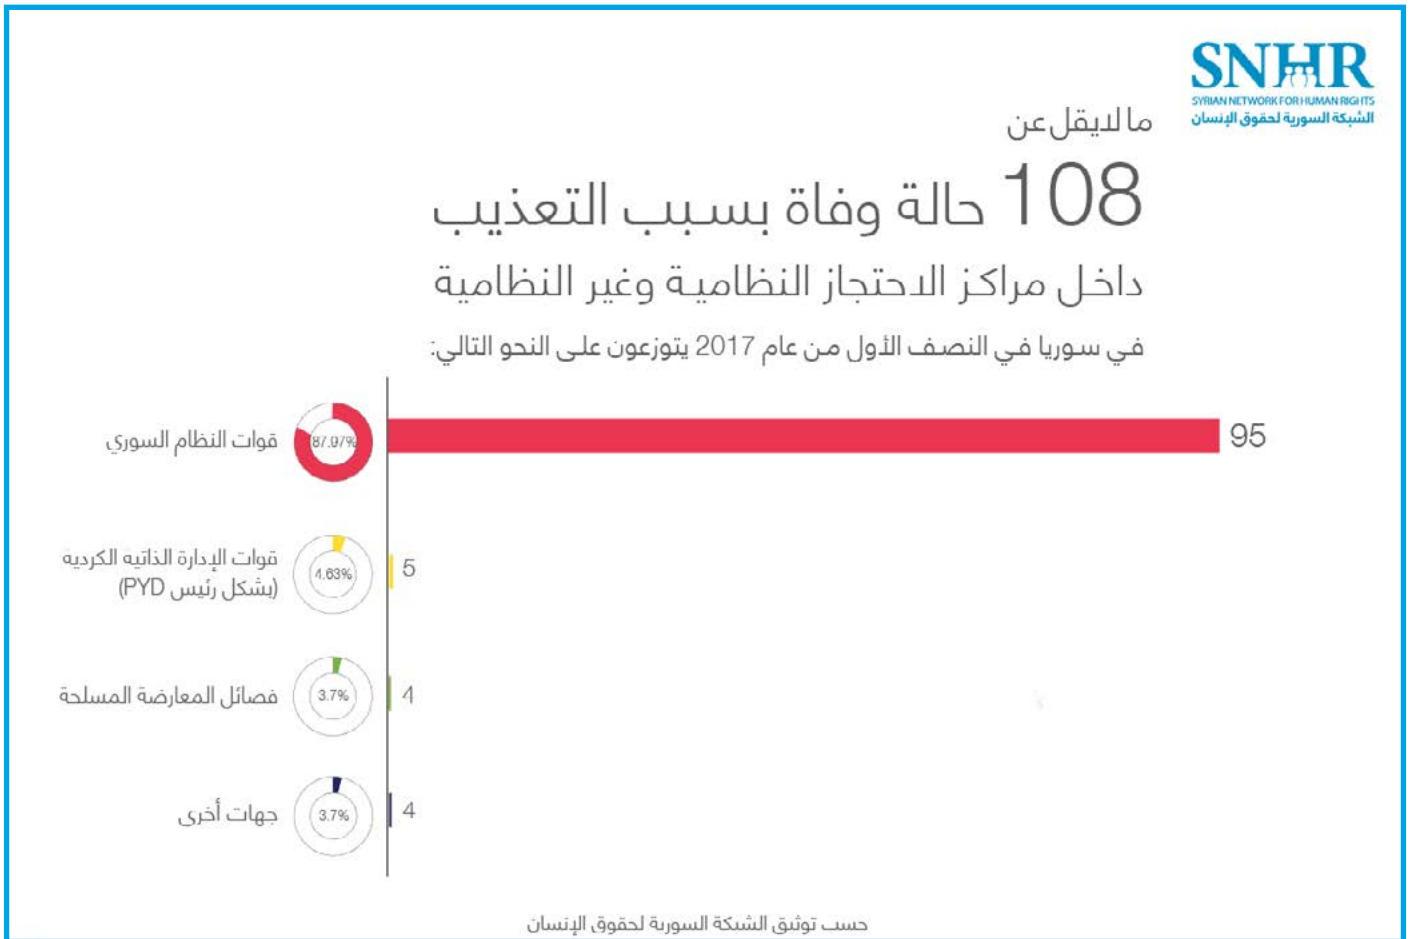 SNHR
SYRIAN NETWORK FOR HUMAN RIGHTS
الشبكة السورية لحقوق الإنسان
ما لايقل عن
108 حالة وفاة بسبب التعذيب
داخل مراكز الاحتجاز النظامية وغير النظامية
في سوريا في النصف الأول من عام 2017 يتوزعون على النحو التالي:
قوات النظام السوري 87.97% 95
قوات الإدارة الذاتية الكردية 4.63% 5
(بشكل رئيس PYD)
فصائل المعارضة المسلحة 3.7% 4
جهات أخرى 3.7% 4
حسب توثيق الشبكة السورية لحقوق الإنسان